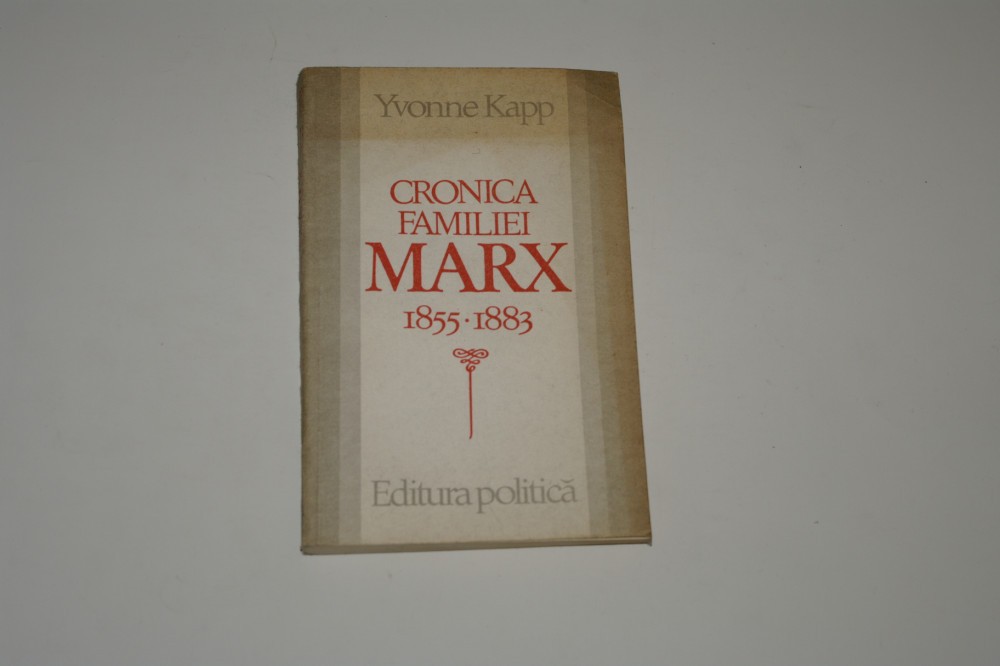 Yvonne Kapp
CRONICA
FAMILIEI
MARX
1855·1883
Editura politică